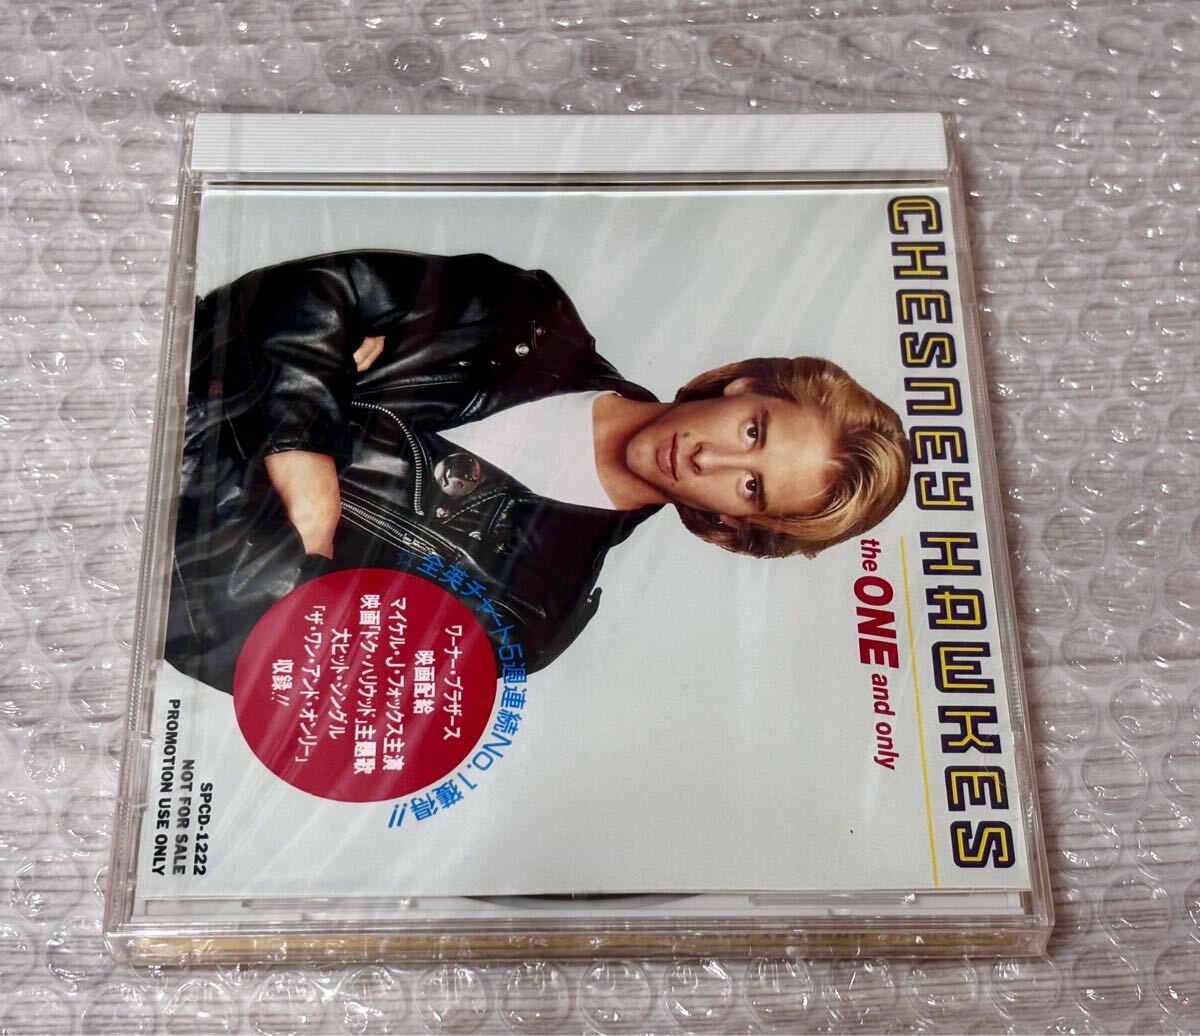 CHESNEY HAWKES
the ONE and only
全英チャート5週連続No.1獲得!!
ワーナー・ブラザース
映画配給
マイケル・J・フォックス主演
映画「ドク・ハリウッド」主題歌
大ヒット・シングル
「ザ・ワン・アンド・オンリー」
収録!!
SPCD-1222
NOT FOR SALE
PROMOTION USE ONLY